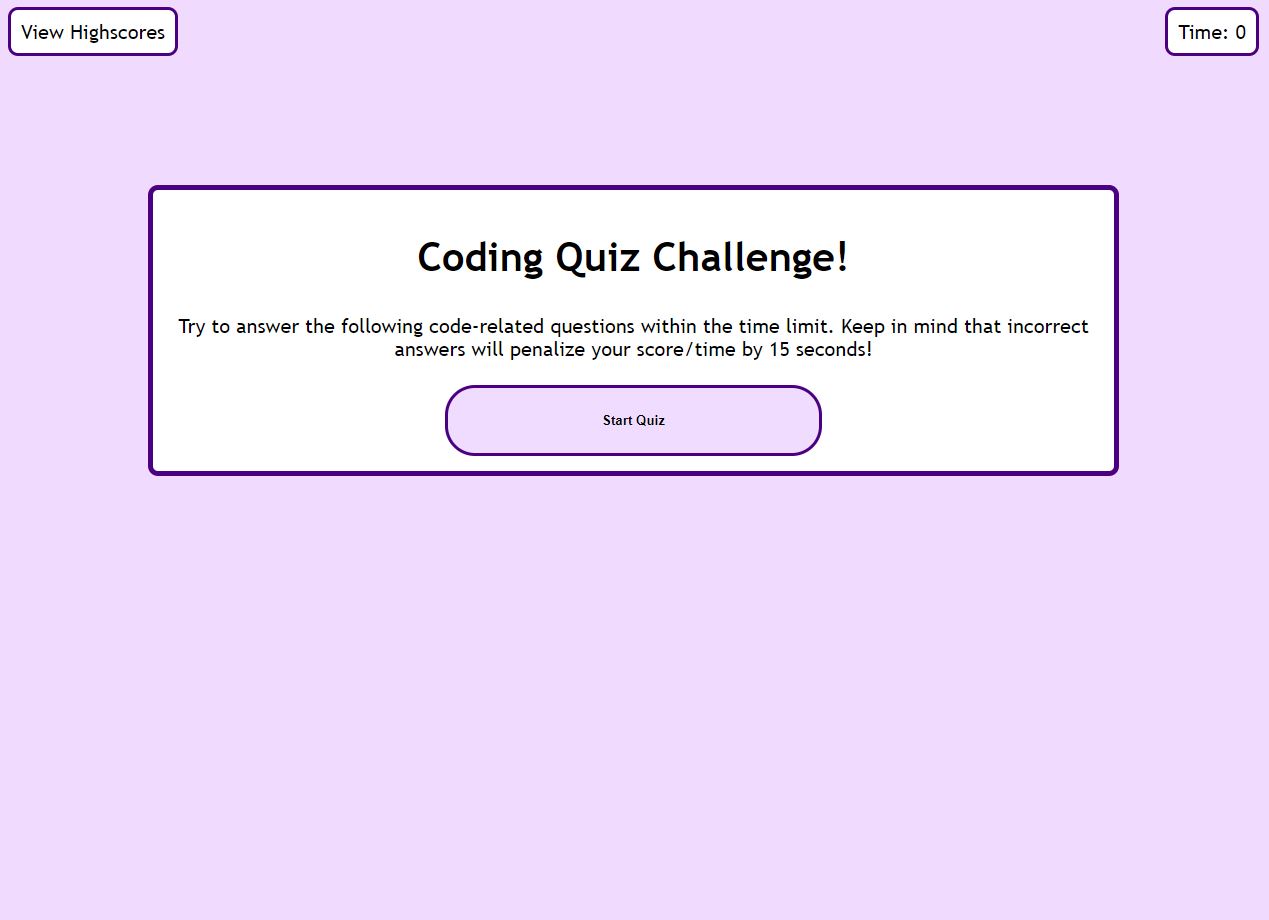 View Highscores
Time: 0
Coding Quiz Challenge!
Try to answer the following code-related questions within the time limit. Keep in mind that incorrect
answers will penalize your score/time by 15 seconds!
Start Quiz